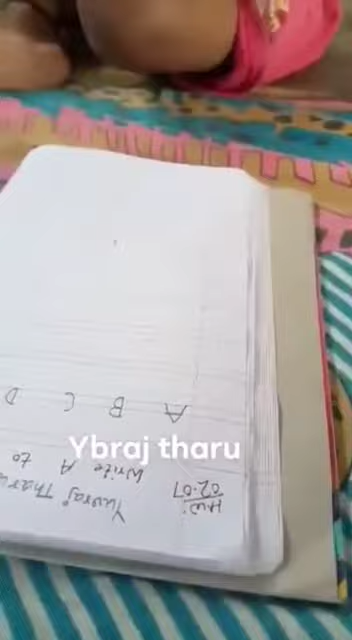 H.W:
02.07
Yuvraj Tharu
Write A to
A B C D
Ybraj tharu